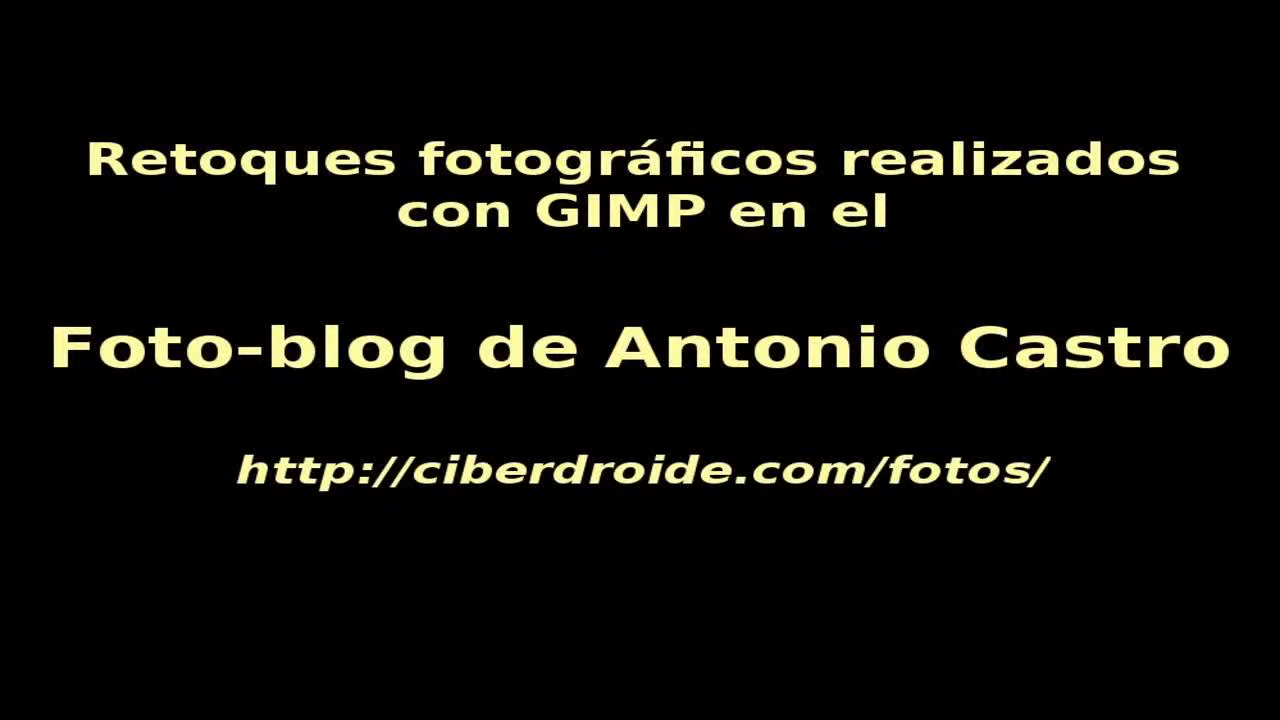 Retoques fotográficos realizados
con GIMP en el
Foto-blog de Antonio Castro
http://ciberdroide.com/fotos/